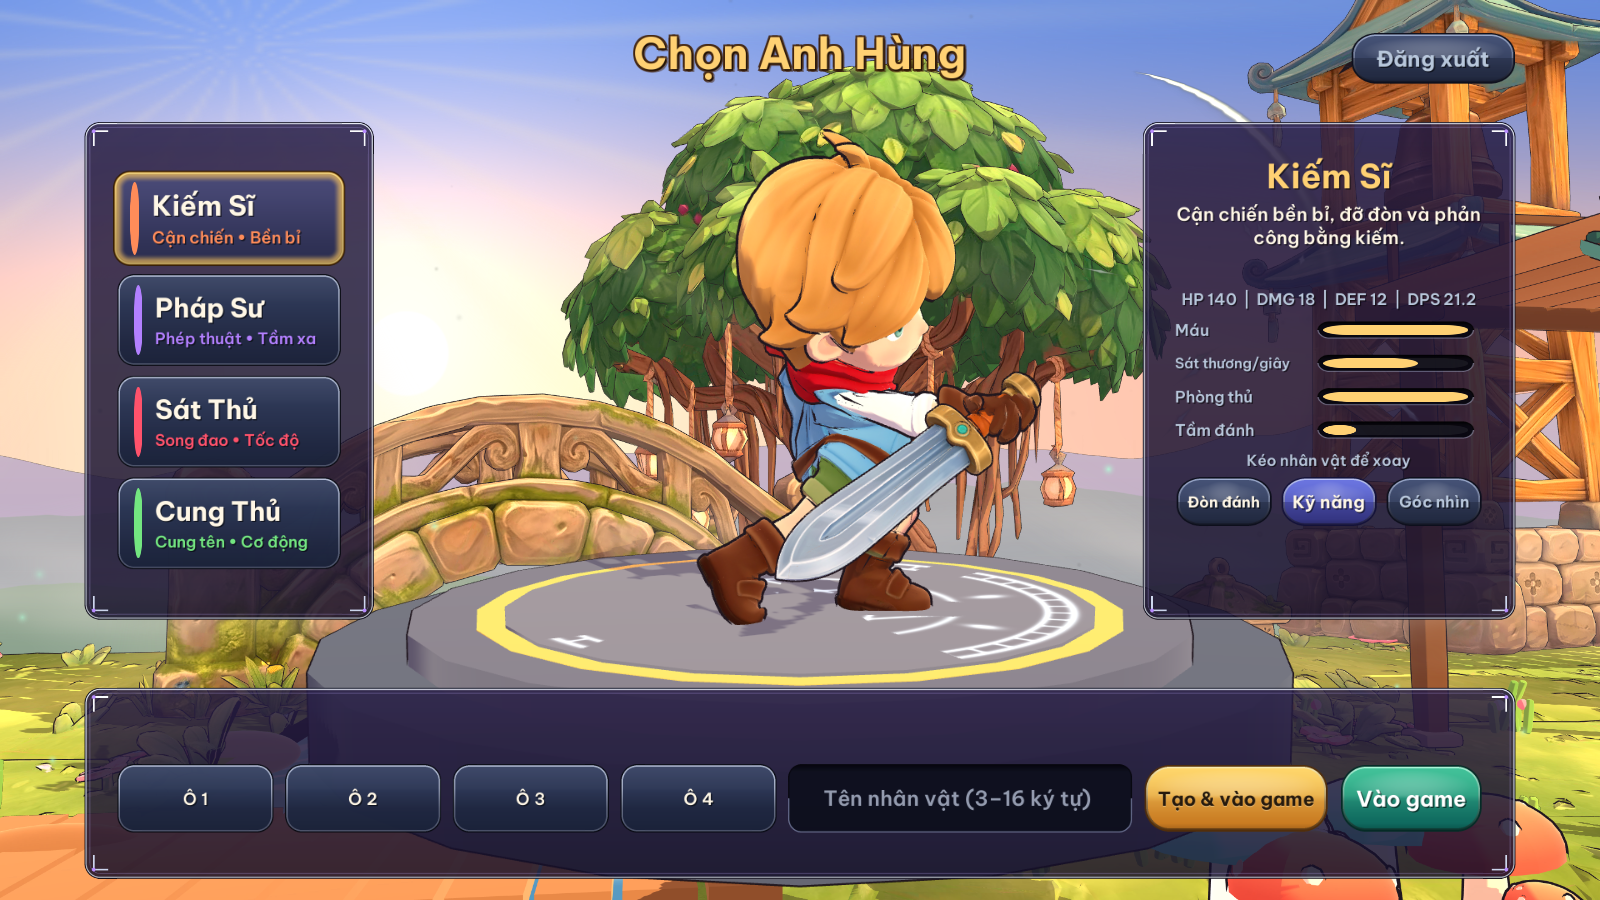 Chọn Anh Hùng
Đăng xuất
Kiếm Sĩ
Cận chiến • Bền bỉ
Pháp Sư
Phép thuật • Tầm xa
Sát Thủ
Song đao • Tốc độ
Cung Thủ
Cung tên • Cơ động
Kiếm Sĩ
Cận chiến bền bỉ, đỡ đòn và phản
công bằng kiếm.
HP 140 | DMG 18 | DEF 12 | DPS 21.2
Máu
Sát thương/giây
Phòng thủ
Tầm đánh
Kéo nhân vật để xoay
Đòn đánh
Kỹ năng
Góc nhìn
Ô 1
Ô 2
Ô 3
Ô 4
Tên nhân vật (3–16 ký tự)
Tạo & vào game
Vào game